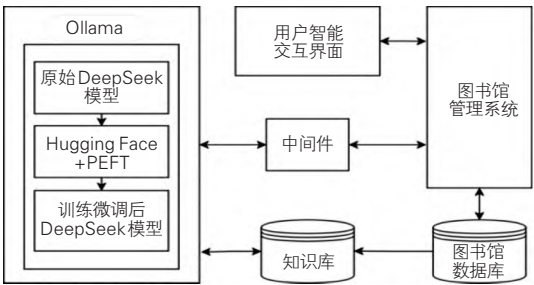 Ollama
原始DeepSeek
模型
Hugging Face
+PEFT
训练微调后
DeepSeek模型
用户智能
交互界面
中间件
知识库
图书馆
管理系统
图书馆
数据库